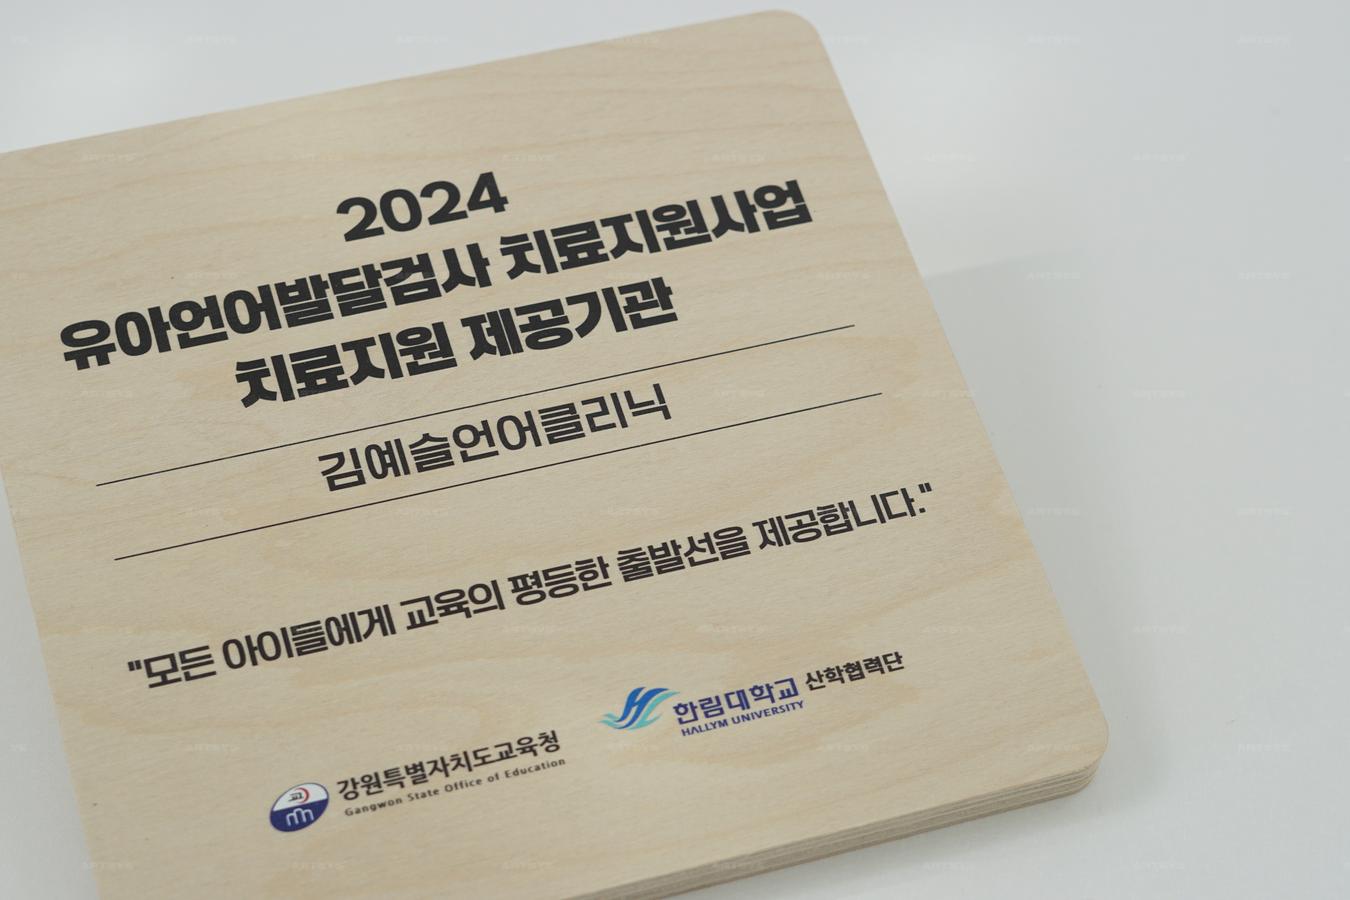 2024
유아언어발달검사 치료지원사업
치료지원 제공기관
김예슬언어클리닉
"모든 아이들에게 교육의 평등한 출발선을 제공합니다."
한림대학교 산학협력단
HALLYM UNIVERSITY
교
강원특별자치도교육청
Gangwon State Office of Education